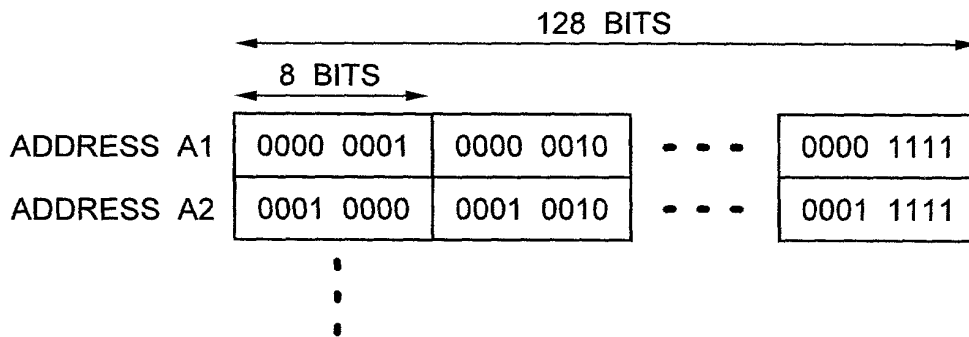 128 BITS
8 BITS
ADDRESS A1 0000 0001 0000 0010 - - - 0000 1111
ADDRESS A2 0001 0000 0001 0010 - - - 0001 1111